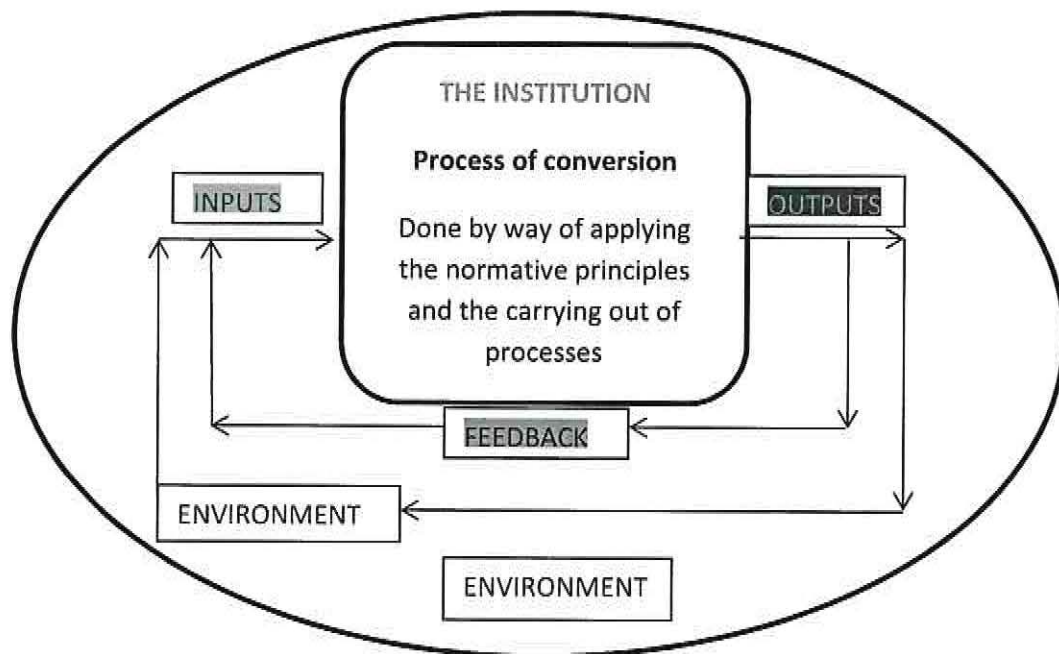 THE INSTITUTION
Process of conversion
INPUTS
OUTPUTS
Done by way of applying
the normative principles
and the carrying out of
processes
FEEDBACK
ENVIRONMENT
ENVIRONMENT